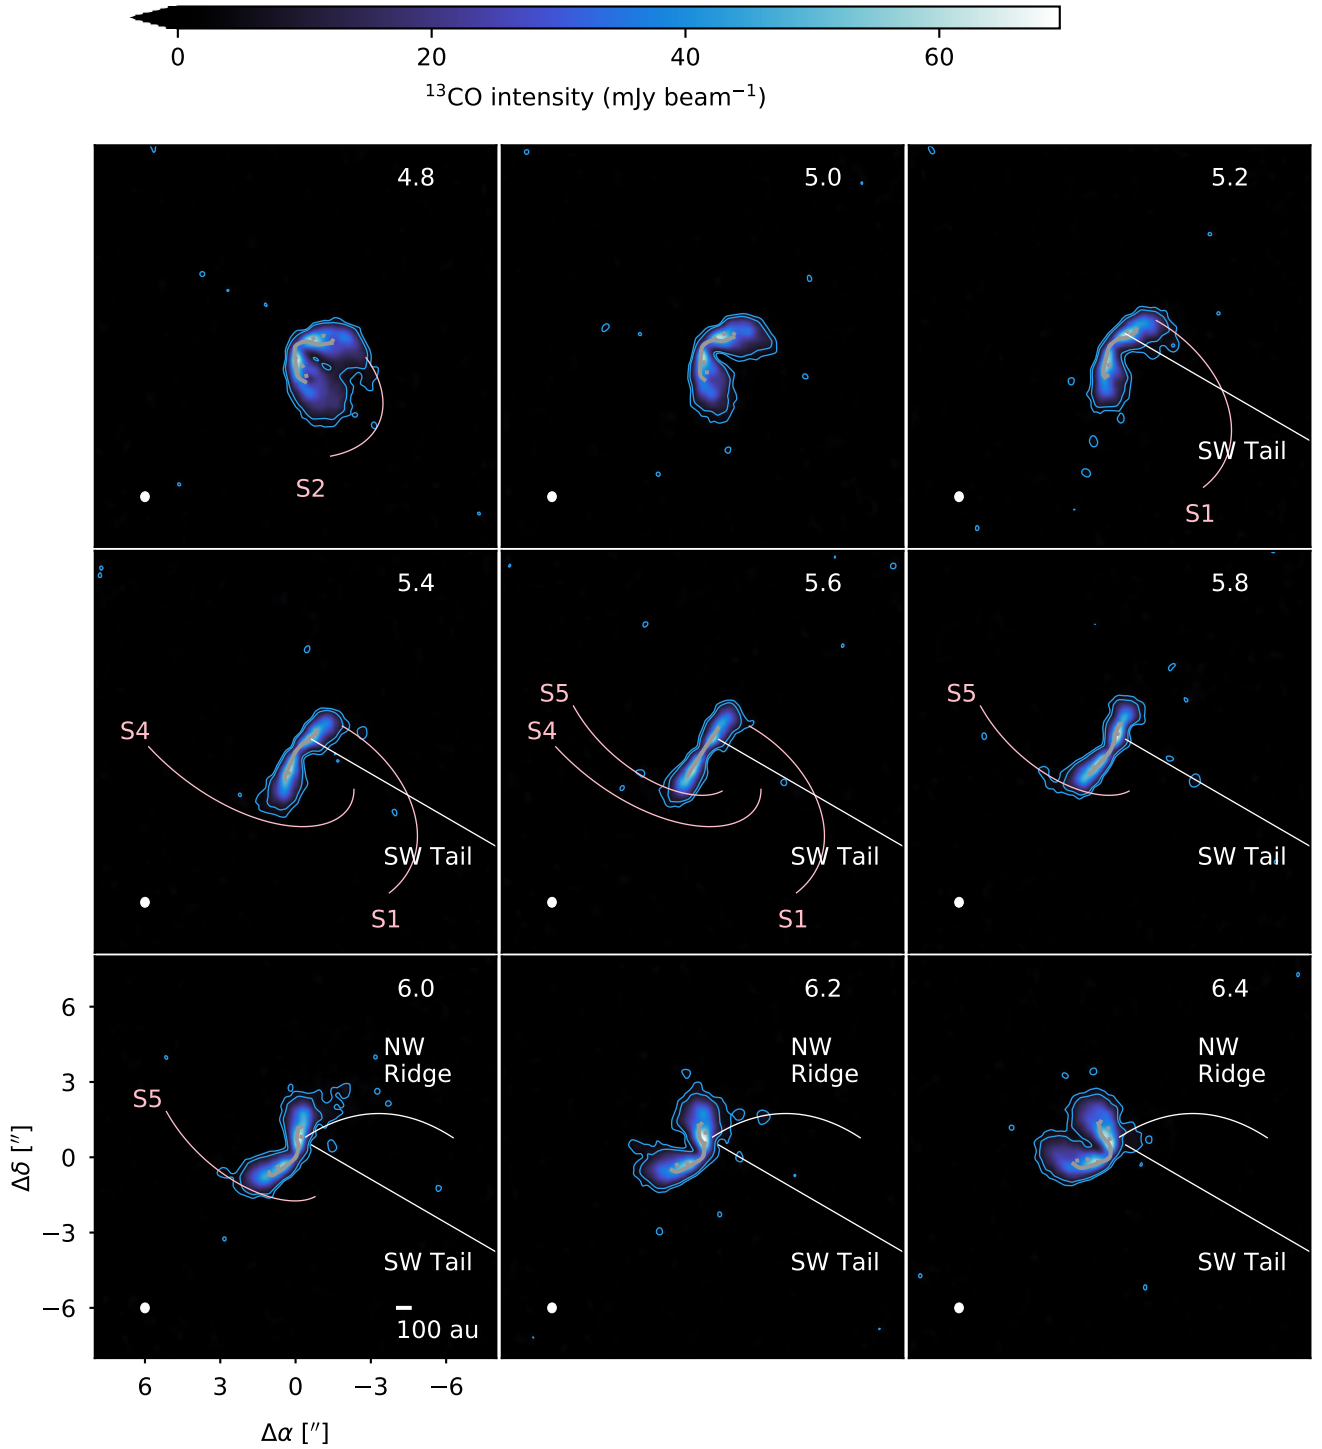 0 20 40 60
¹³CO intensity (mJy beam⁻¹)
4.8
S2
5.0
5.2
SW Tail
S1
5.4
S4
SW Tail
S1
5.6
S5
S4
SW Tail
S1
5.8
S5
SW Tail
6.0
NW
Ridge
S5
SW Tail
100 au
6.2
NW
Ridge
SW Tail
6.4
NW
Ridge
SW Tail
6
3
0
−3
−6
Δδ [″]
6 3 0 −3 −6
Δα [″]